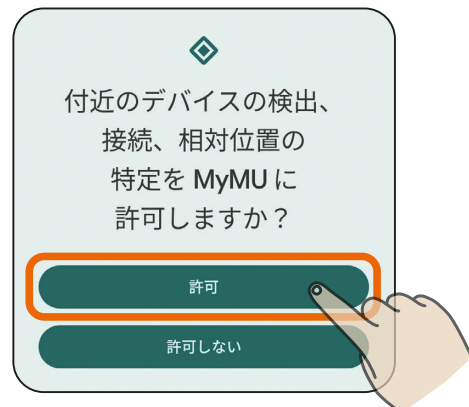 付近のデバイスの検出、
接続、相対位置の
特定を MyMU に
許可しますか？
許可
許可しない